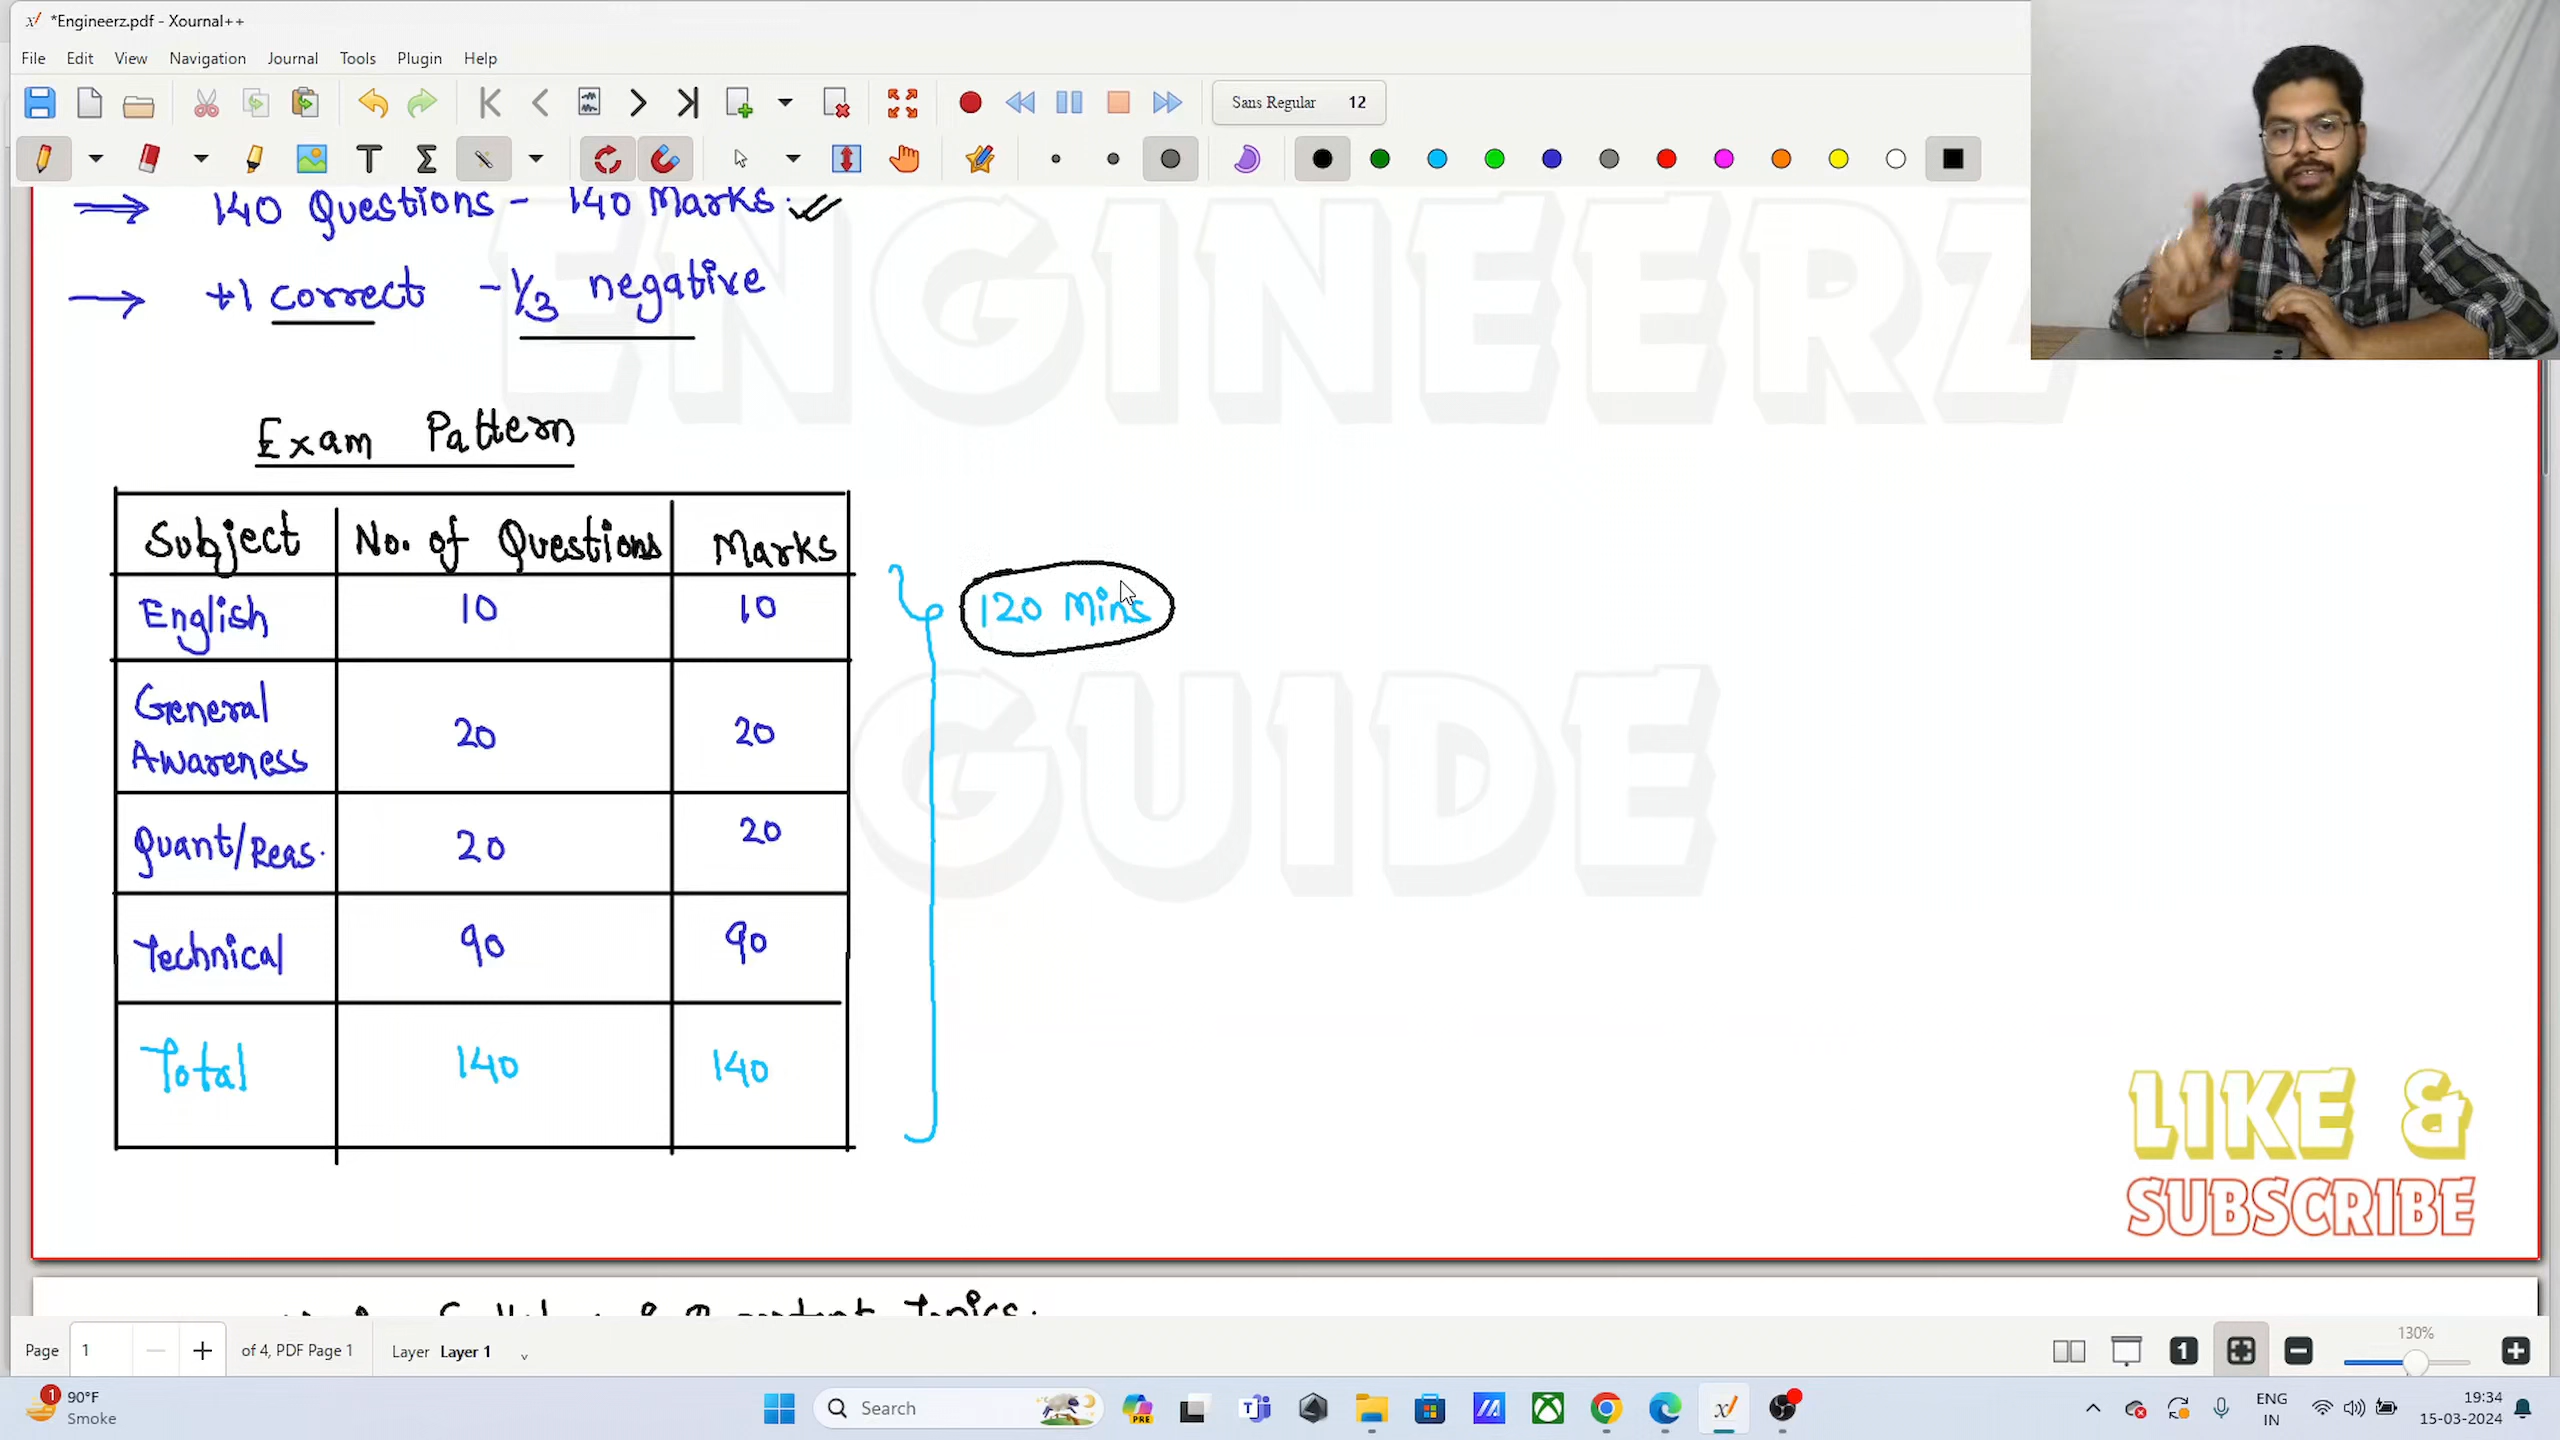 *Engineerz.pdf - Xournal++
File Edit View Navigation Journal Tools Plugin Help
Sans Regular 12
140 Questions - 140 Marks.
+1 correct -1/3 negative
ENGINEERZ
GUIDE
Exam Pattern
Subject No. of Questions Marks
English 10 10
120 Mins
General Awareness 20 20
Quant/Reas. 20 20
Technical 90 90
Total 140 140
LIKE &
SUBSCRIBE
Topics.
Page 1 of 4, PDF Page 1 Layer Layer 1
130%
1
90°F
Smoke
Search
PRE
ENG
IN
19:34
15-03-2024